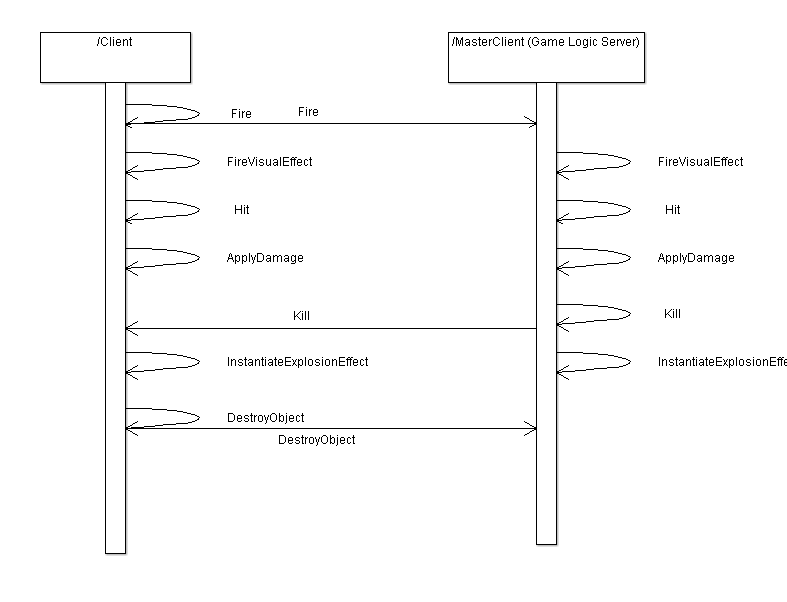 /Client
/MasterClient (Game Logic Server)
Fire
Fire
FireVisualEffect
FireVisualEffect
Hit
Hit
ApplyDamage
ApplyDamage
Kill
Kill
InstantiateExplosionEffect
InstantiateExplosionEffe
DestroyObject
DestroyObject